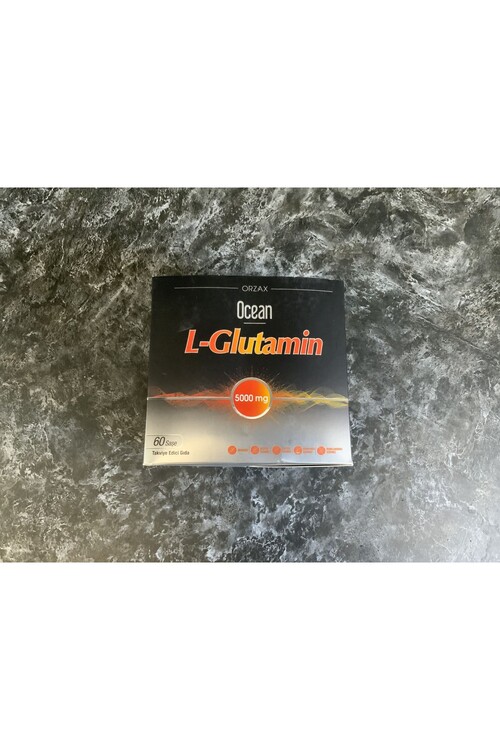 ORZAX
Ocean
L-Glutamin
5000 mg
60 Saşe
Takviye Edici Gıda